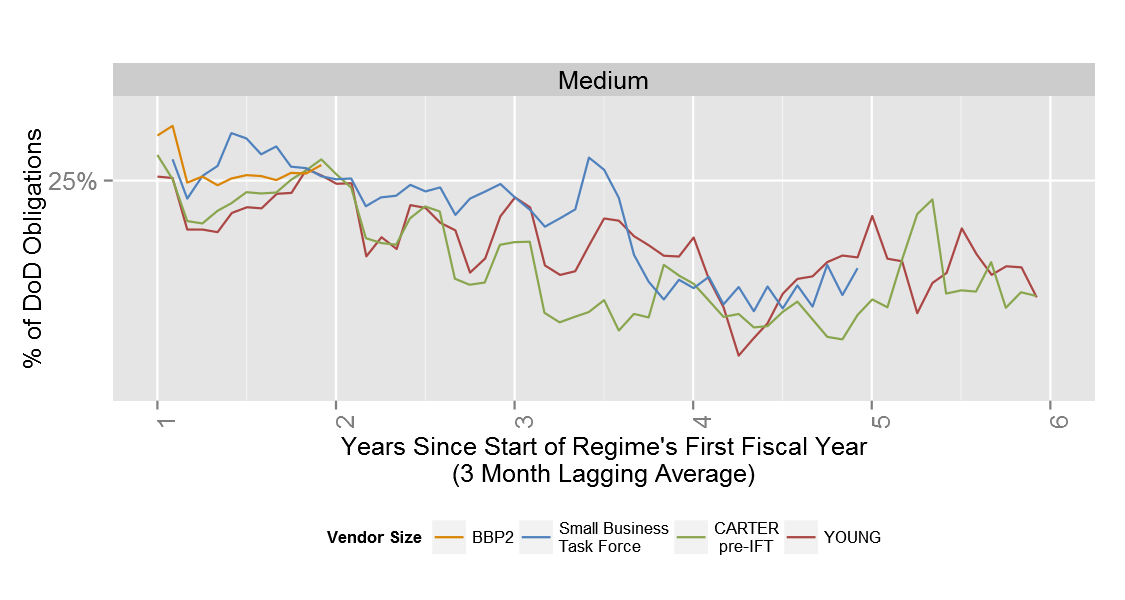 Medium
% of DoD Obligations
25%
1 2 3 4 5 6
Years Since Start of Regime's First Fiscal Year
(3 Month Lagging Average)
Vendor Size BBP2 Small Business CARTER YOUNG
Task Force pre-IFT